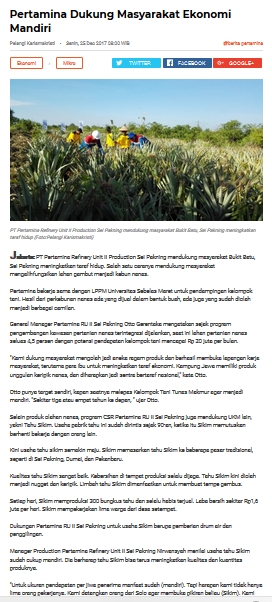 Pertamina Dukung Masyarakat Ekonomi
Mandiri
Pelangi Karismakristi - Senin, 25 Dec 2017 08:00 WIB
@berita pertamina
Ekonomi
Mikro
TWITTER
FACEBOOK
GOOGLE+
PT Pertamina Refinery Unit II Production Sei Pakning mendukung masyarakat Bukit Batu, Sei Pakning meningkatkan
taraf hidup (Foto:Pelangi Karismakristi)
Jakarta: PT Pertamina Refinery Unit II Production Sei Pakning mendukung masyarakat Bukit Batu,
Sei Pakning meningkatkan taraf hidup. Salah satu caranya mendukung masyarakat
mengalihfungsikan lahan gambut menjadi kebun nanas.
Pertamina bekerja sama dengan LPPM Universitas Sebelas Maret untuk pendampingan kelompok
tani. Hasil dari perkebunan nanas ada yang dijual dalam bentuk buah, ada juga yang sudah diolah
menjadi berbagai camilan.
General Manager Pertamina RU II Sei Pakning Otto Gerentaka mengatakan sejak program
pengembangan kawasan pertanian nanas terintegrasi dijalankan, saat ini lahan pertanian nanas
seluas 4,5 persen dengan potensi pendapatan kelompok tani mencapai Rp 20 juta per bulan.
"Kami dukung masyarakat mengolah jadi aneka ragam produk dan berhasil membuka lapangan kerja
masyarakat, terutama para ibu untuk meningkatkan taraf ekonomi. Kampung Jawa memiliki produk
unggulan keripik nanas, dan diharapkan jadi sentra bertaraf nasional," kata Otto.
Otto punya target sendiri, kapan saatnya melepas Kelompok Tani Tunas Makmur agar menjadi
mandiri. "Sekitar tiga atau empat tahun ke depan, " ujar Otto.
Selain produk olahan nanas, program CSR Pertamina RU II Sei Pakning juga mendukung UKM lain,
yakni Tahu Sikim. Usaha pabrik tahu ini sudah dirintis sejak 90'an, ketika itu Sikim memutuskan
berhenti bekerja dengan orang lain.
Kini usaha tahu sikim semakin maju. Sikim memasarkan tahu Sikim ke beberapa pasar tradisional,
seperti di Sei Pakning, Dumai, dan Pekanbaru.
Kualitas tahu Sikim sangat baik. Kebersihan di tempat produksi selalu dijaga. Tahu Sikim kini diolah
menjadi nugget dan keripik. Limbah tahu Sikim dimanfaatkan untuk membuat tempe gembus.
Setiap hari, Sikim memproduksi 300 bungkus tahu dan selalu habis terjual. Laba bersih sekitar Rp1,6
juta per hari. Sikim mempekerjakan lima warga dari desa setempat.
Dukungan Pertamina RU II Sei Pakning untuk usaha Sikim berupa pemberian drum air dan
penggilingan.
Manager Production Pertamina Refinery Unit II Sei Pakning Nirwansyah menilai usaha tahu Sikim
sudah cukup mandiri. Dia berharap tahu Sikim bisa terus meningkatkan kualitas dan kuantitas
produknya.
"Untuk ukuran pendapatan per jiwa penerima manfaat sudah (mandiri). Tapi harapan kami tidak hanya
lima orang pekerjanya. Kami datangkan orang dari Solo agar membuka pikiran beliau (Sikim). Kami